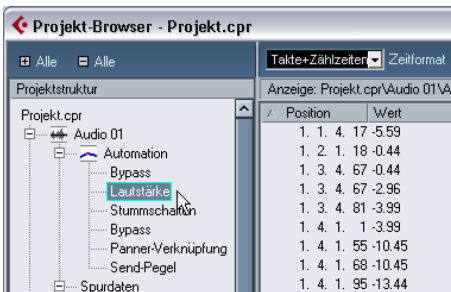 Projekt-Browser - Projekt.cpr
Alle Alle Takte+Zählzeiten Zeitformat
Projektstruktur Anzeige: Projekt.cpr\Audio 01\A
Projekt.cpr Position Wert
Audio 01 1. 1. 4. 17 -5.59
Automation 1. 2. 1. 18 -0.44
Bypass 1. 3. 4. 67 -0.44
Lautstärke 1. 3. 4. 67 -2.96
Stummschalten 1. 3. 4. 81 -3.99
Bypass 1. 4. 1. 1 -3.99
Panner-Verknüpfung 1. 4. 1. 55 -10.45
Send-Pegel 1. 4. 1. 68 -10.45
Spurdaten 1. 4. 1. 95 -13.44